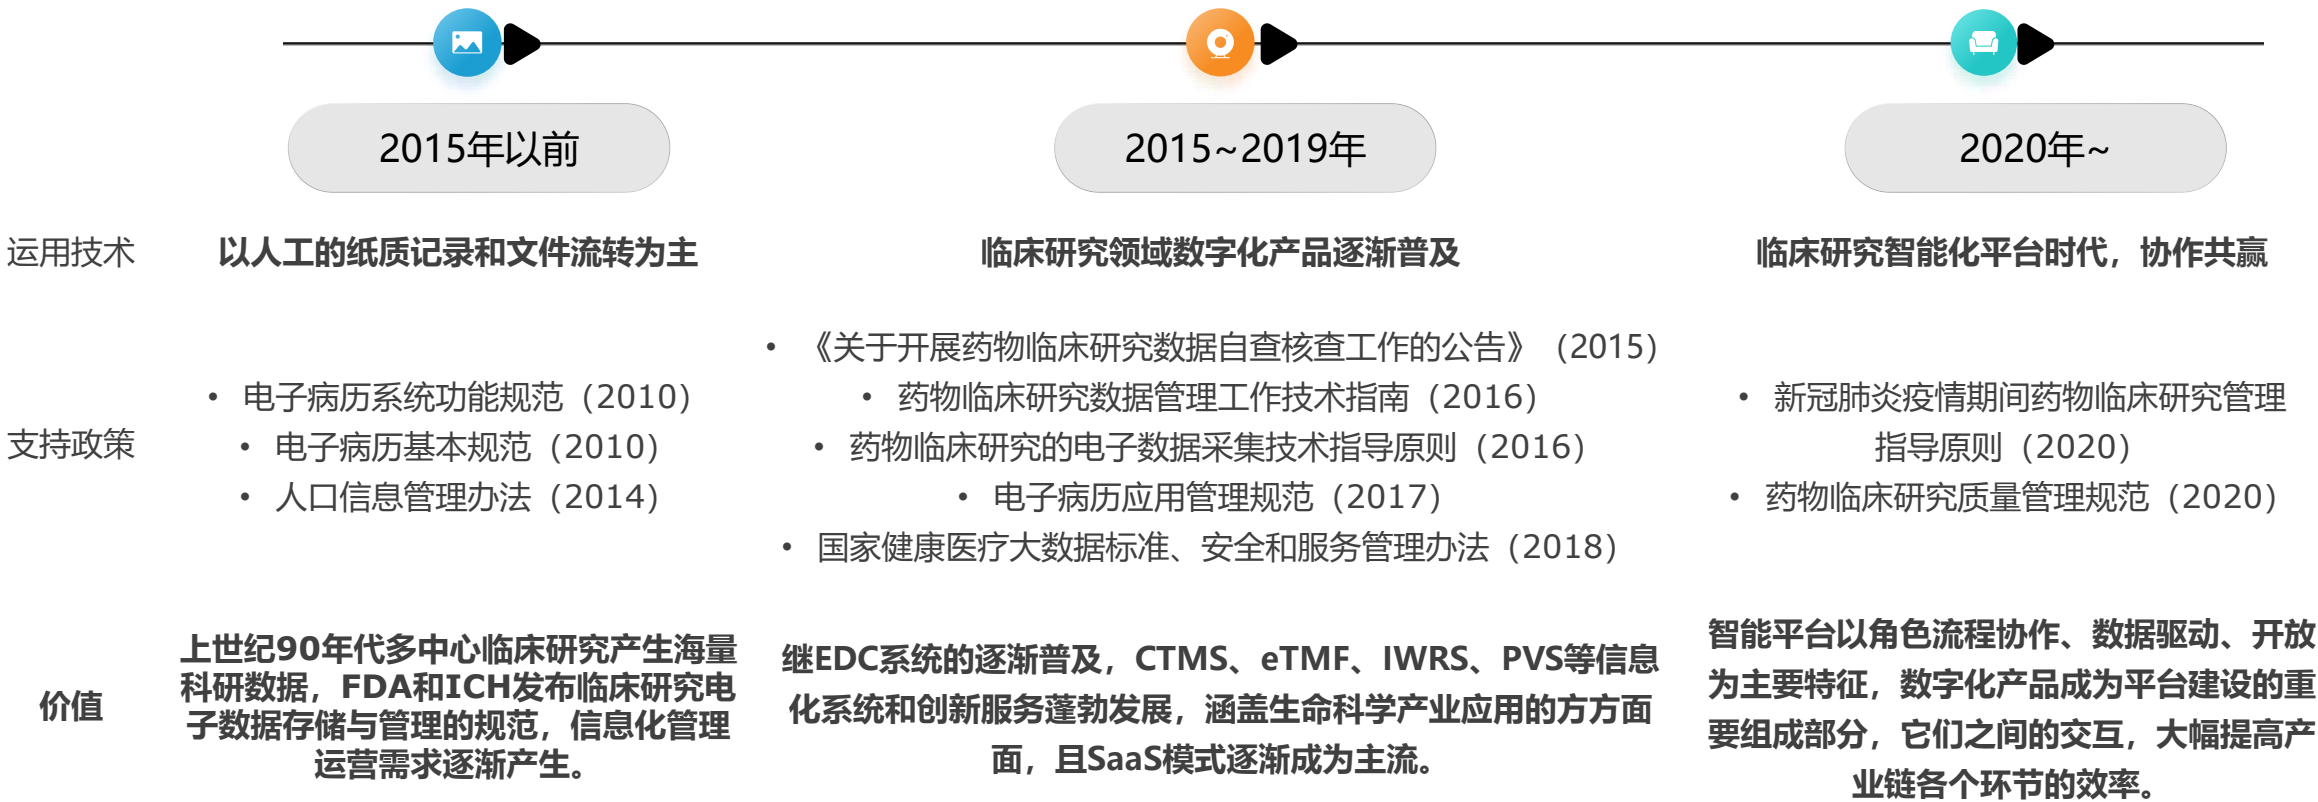 2015年以前
2015~2019年
2020年~
运用技术
以人工的纸质记录和文件流转为主
临床研究领域数字化产品逐渐普及
临床研究智能化平台时代，协作共赢
支持政策
• 电子病历系统功能规范（2010）
• 电子病历基本规范（2010）
• 人口信息管理办法（2014）
• 《关于开展药物临床研究数据自查核查工作的公告》（2015）
• 药物临床研究数据管理工作技术指南（2016）
• 药物临床研究的电子数据采集技术指导原则（2016）
• 电子病历应用管理规范（2017）
• 国家健康医疗大数据标准、安全和服务管理办法（2018）
• 新冠肺炎疫情期间药物临床研究管理
指导原则（2020）
• 药物临床研究质量管理规范（2020）
价值
上世纪90年代多中心临床研究产生海量
科研数据，FDA和ICH发布临床研究电
子数据存储与管理的规范，信息化管理
运营需求逐渐产生。
继EDC系统的逐渐普及，CTMS、eTMF、IWRS、PVS等信息
化系统和创新服务蓬勃发展，涵盖生命科学产业应用的方方面
面，且SaaS模式逐渐成为主流。
智能平台以角色流程协作、数据驱动、开放
为主要特征，数字化产品成为平台建设的重
要组成部分，它们之间的交互，大幅提高产
业链各个环节的效率。